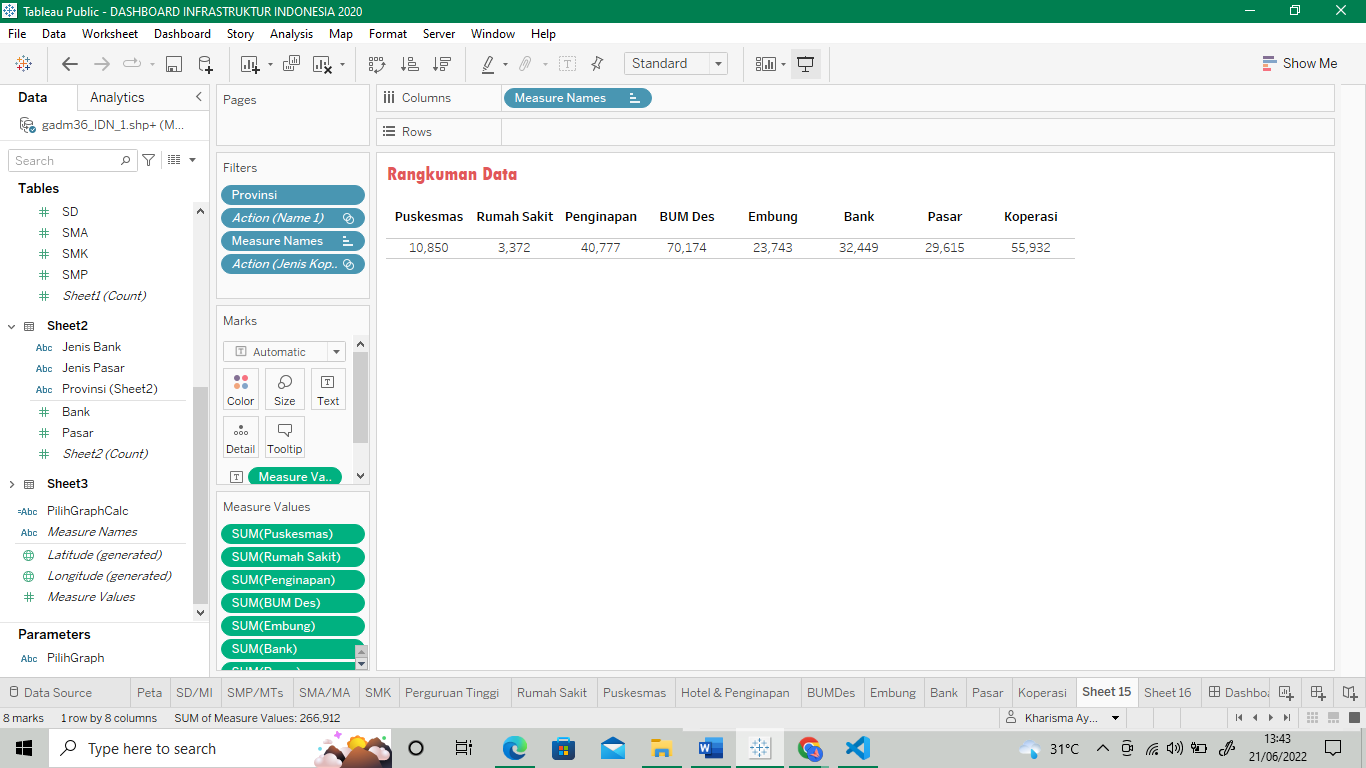 Tableau Public - DASHBOARD INFRASTRUKTUR INDONESIA 2020
File Data Worksheet Dashboard Story Analysis Map Format Server Window Help
Standard
Show Me
Data Analytics
gadm36_IDN_1.shp+ (M...
Search
Tables
SD
SMA
SMK
SMP
Sheet1 (Count)
Sheet2
Abc Jenis Bank
Abc Jenis Pasar
Abc Provinsi (Sheet2)
Bank
Pasar
Sheet2 (Count)
Sheet3
=Abc PilihGraphCalc
Abc Measure Names
Latitude (generated)
Longitude (generated)
Measure Values
Parameters
Abc PilihGraph
Pages
Filters
Provinsi
Action (Name 1)
Measure Names
Action (Jenis Kop..
Marks
Automatic
Color Size Text
Detail Tooltip
Measure Va..
Measure Values
SUM(Puskesmas)
SUM(Rumah Sakit)
SUM(Penginapan)
SUM(BUM Des)
SUM(Embung)
SUM(Bank)
Columns Measure Names
Rows
Rangkuman Data
Puskesmas Rumah Sakit Penginapan BUM Des Embung Bank Pasar Koperasi
10,850 3,372 40,777 70,174 23,743 32,449 29,615 55,932
Data Source Peta SD/MI SMP/MTs SMA/MA SMK Perguruan Tinggi Rumah Sakit Puskesmas Hotel & Penginapan BUMDes Embung Bank Pasar Koperasi Sheet 15 Sheet 16 Dashboa
8 marks 1 row by 8 columns SUM of Measure Values: 266,912 Kharisma Ay...
Type here to search
31°C
13:43
21/06/2022